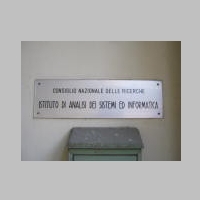 CONSIGLIO NAZIONALE DELLE RICERCHE
ISTITUTO DI ANALISI DEI SISTEMI ED INFORMATICA